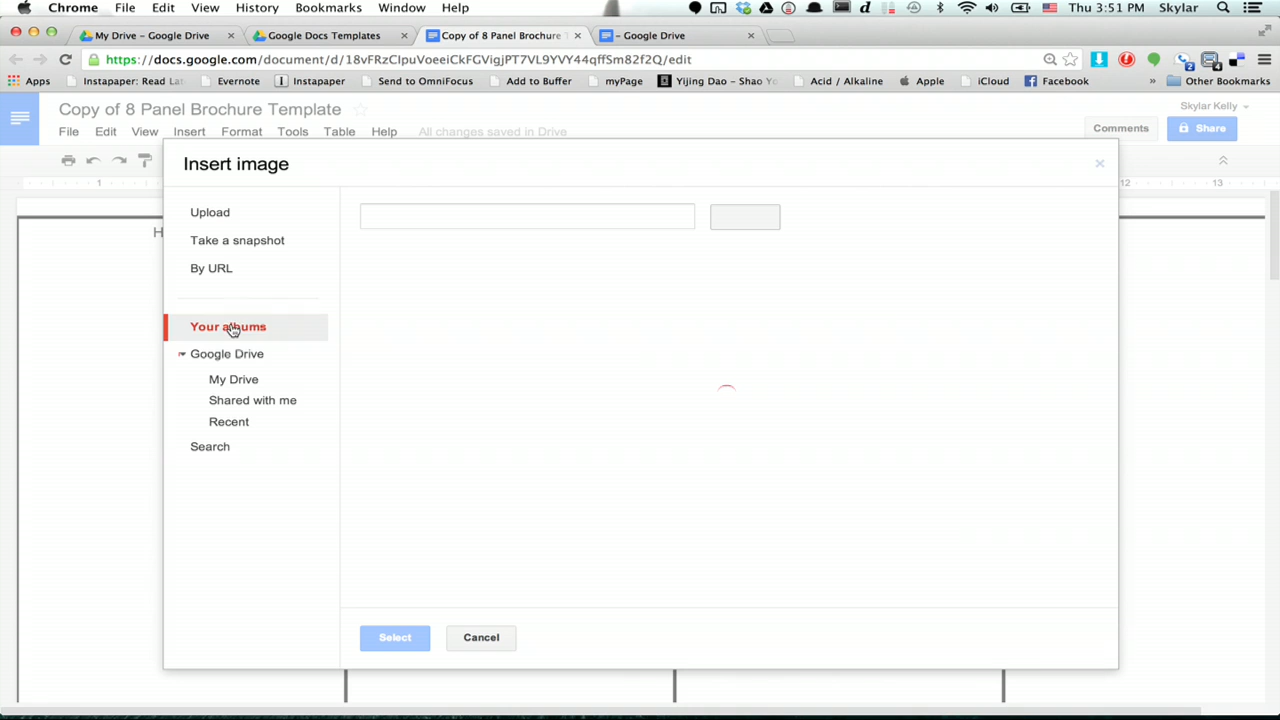 Chrome File Edit View History Bookmarks Window Help Thu 3:51 PM Skylar
My Drive – Google Drive Google Docs Templates Copy of 8 Panel Brochure – Google Drive
https://docs.google.com/document/d/18vFRzCIpuVoeeiCkFGVigjPT7VL9YVY44qffSm82f2Q/edit
Apps Instapaper: Read Evernote Instapaper Send to OmniFocus Add to Buffer myPage Yijing Dao – Shao Acid / Alkaline Apple iCloud Facebook » Other Bookmarks
Copy of 8 Panel Brochure Template
Skylar Kelly
File Edit View Insert Format Tools Table Help All changes saved in Drive
Comments Share
Insert image
1 12 13
Upload
H
Take a snapshot
By URL
Your albums
Google Drive
My Drive
Shared with me
Recent
Search
Select Cancel